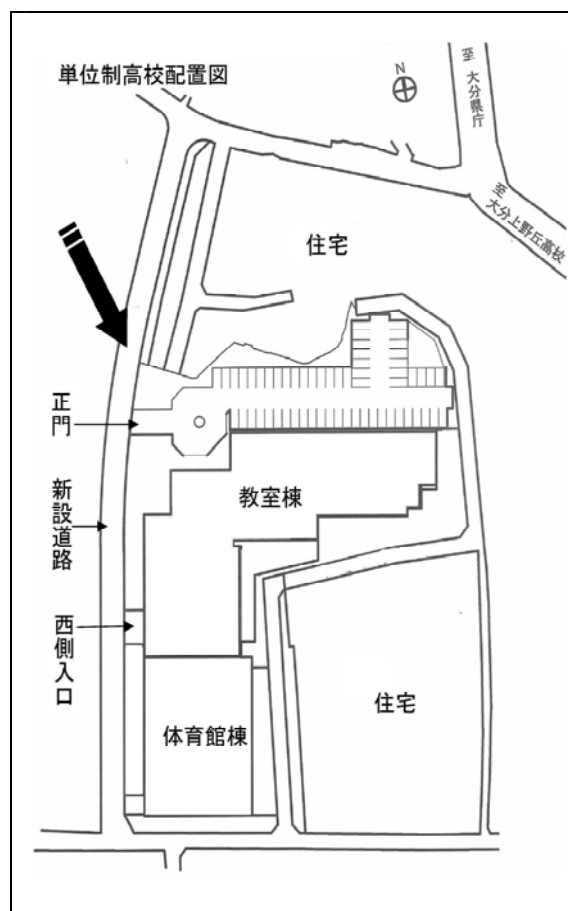 単位制高校配置図
N
至 大分県庁
至 大分上野丘高校
住宅
正門
教室棟
新設道路
西側入口
住宅
体育館棟